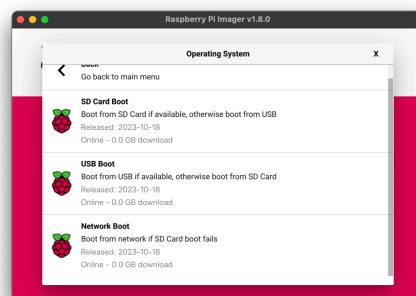 Raspberry Pi Imager v1.8.0
Operating System
X
Back
Go back to main menu
SD Card Boot
Boot from SD Card if available, otherwise boot from USB
Released: 2023-10-18
Online - 0.0 GB download
USB Boot
Boot from USB if available, otherwise boot from SD Card
Released: 2023-10-18
Online - 0.0 GB download
Network Boot
Boot from network if SD Card boot fails
Released: 2023-10-18
Online - 0.0 GB download